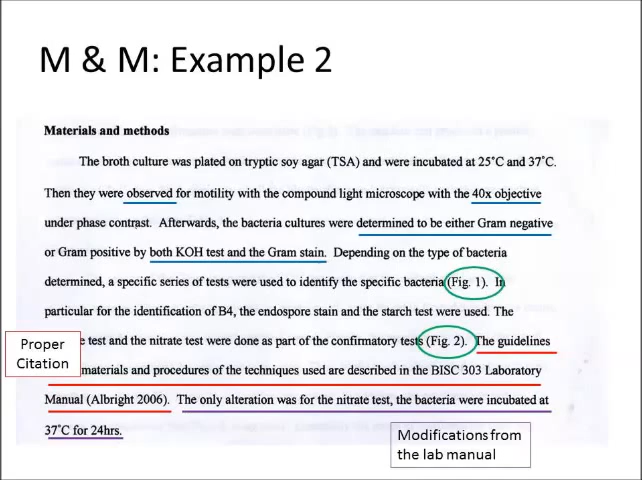 M & M: Example 2
Materials and methods
The broth culture was plated on tryptic soy agar (TSA) and were incubated at 25°C and 37°C.
Then they were observed for motility with the compound light microscope with the 40x objective
under phase contrast. Afterwards, the bacteria cultures were determined to be either Gram negative
or Gram positive by both KOH test and the Gram stain. Depending on the type of bacteria
determined, a specific series of tests were used to identify the specific bacteria (Fig. 1). In
particular for the identification of B4, the endospore stain and the starch test were used. The
test and the nitrate test were done as part of the confirmatory tests (Fig. 2). The guidelines
materials and procedures of the techniques used are described in the BISC 303 Laboratory
Manual (Albright 2006). The only alteration was for the nitrate test, the bacteria were incubated at
37°C for 24hrs.
Proper
Citation
Modifications from
the lab manual